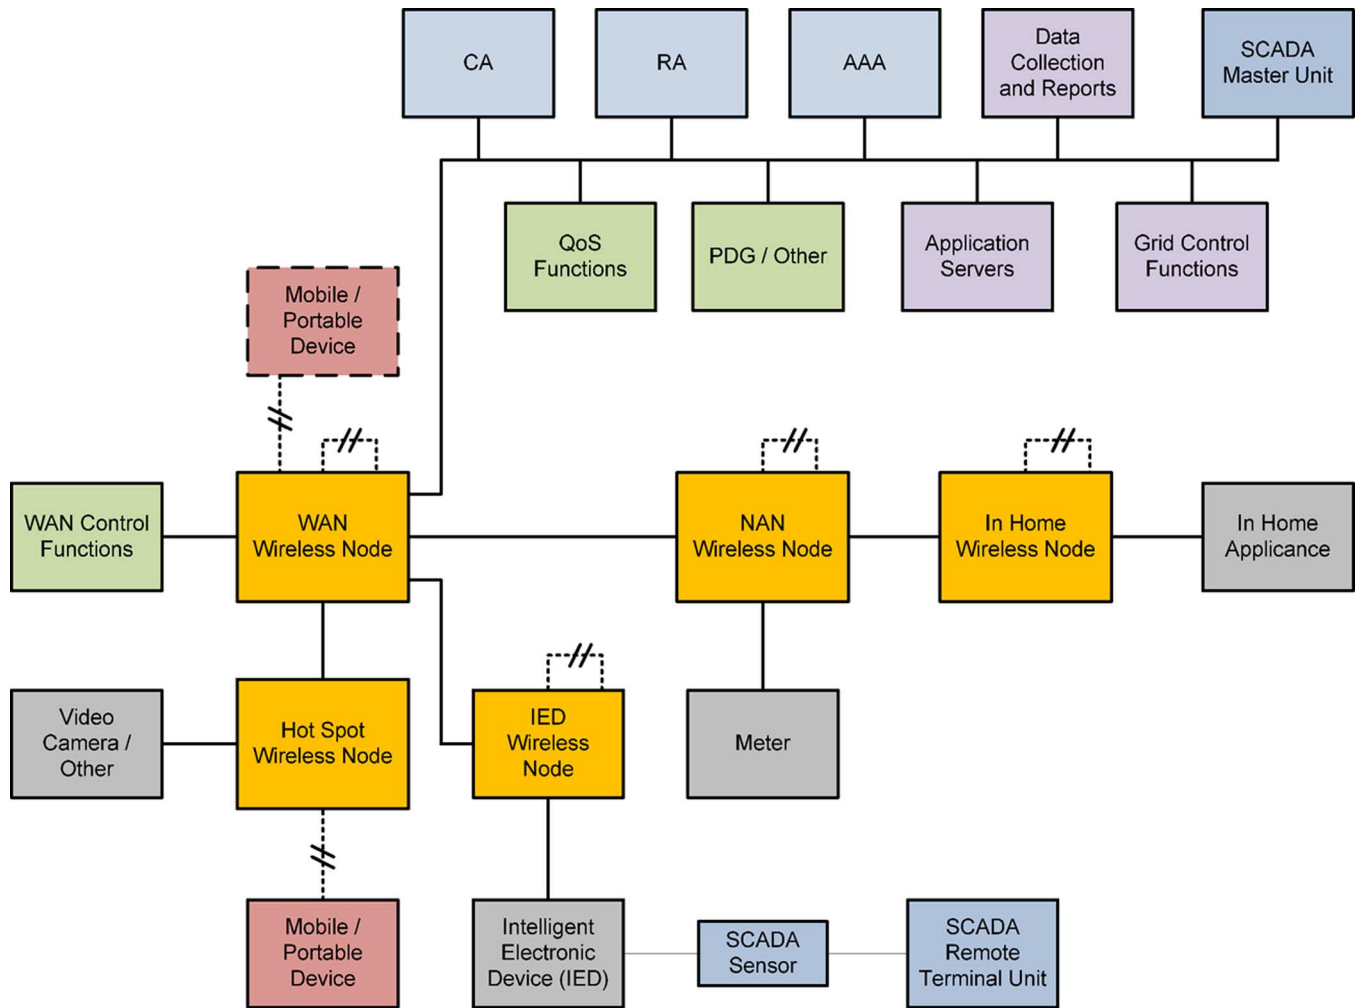 CA
RA
AAA
Data
Collection
and Reports
SCADA
Master Unit
QoS
Functions
PDG / Other
Application
Servers
Grid Control
Functions
Mobile /
Portable
Device
WAN Control
Functions
WAN
Wireless Node
NAN
Wireless Node
In Home
Wireless Node
In Home
Applicance
Video
Camera /
Other
Hot Spot
Wireless Node
IED
Wireless
Node
Meter
Mobile /
Portable
Device
Intelligent
Electronic
Device (IED)
SCADA
Sensor
SCADA
Remote
Terminal Unit